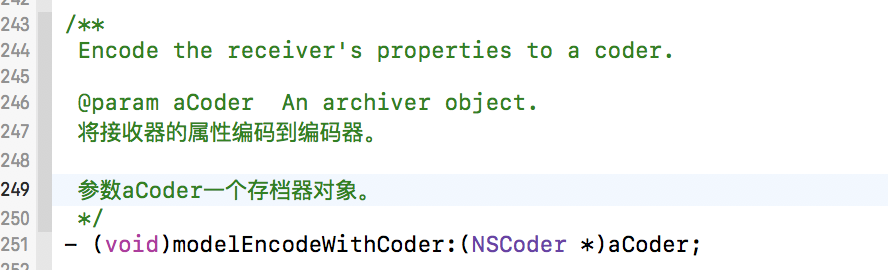 243 /**
244 Encode the receiver's properties to a coder.
245
246 @param aCoder  An archiver object.
247 将接收器的属性编码到编码器。
248
249 参数aCoder一个存档器对象。
250 */
251 - (void)modelEncodeWithCoder:(NSCoder *)aCoder;